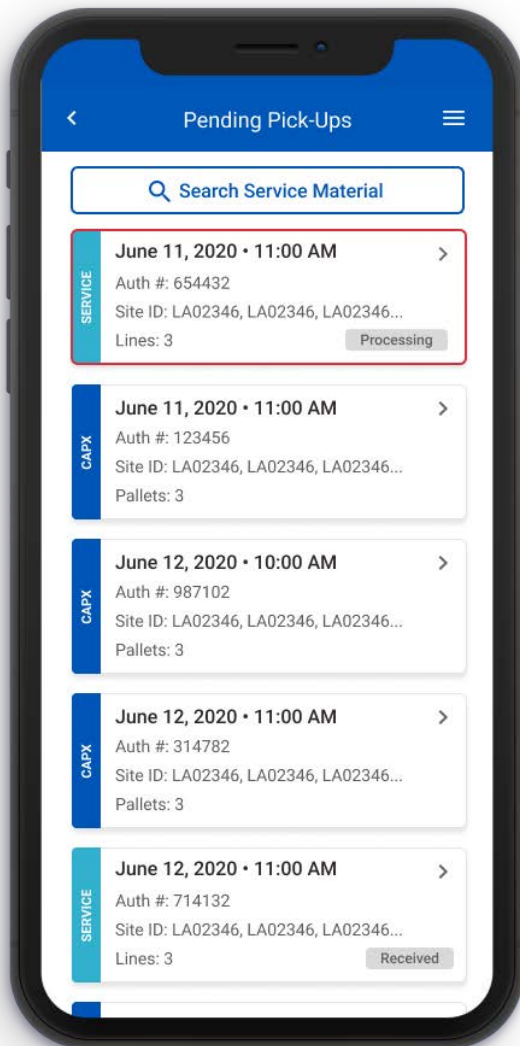 Pending Pick-Ups
Search Service Material
SERVICE
June 11, 2020 • 11:00 AM
Auth #: 654432
Site ID: LA02346, LA02346, LA02346...
Lines: 3
Processing
CAPX
June 11, 2020 • 11:00 AM
Auth #: 123456
Site ID: LA02346, LA02346, LA02346...
Pallets: 3
CAPX
June 12, 2020 • 10:00 AM
Auth #: 987102
Site ID: LA02346, LA02346, LA02346...
Pallets: 3
CAPX
June 12, 2020 • 11:00 AM
Auth #: 314782
Site ID: LA02346, LA02346, LA02346...
Pallets: 3
SERVICE
June 12, 2020 • 11:00 AM
Auth #: 714132
Site ID: LA02346, LA02346, LA02346...
Lines: 3
Received